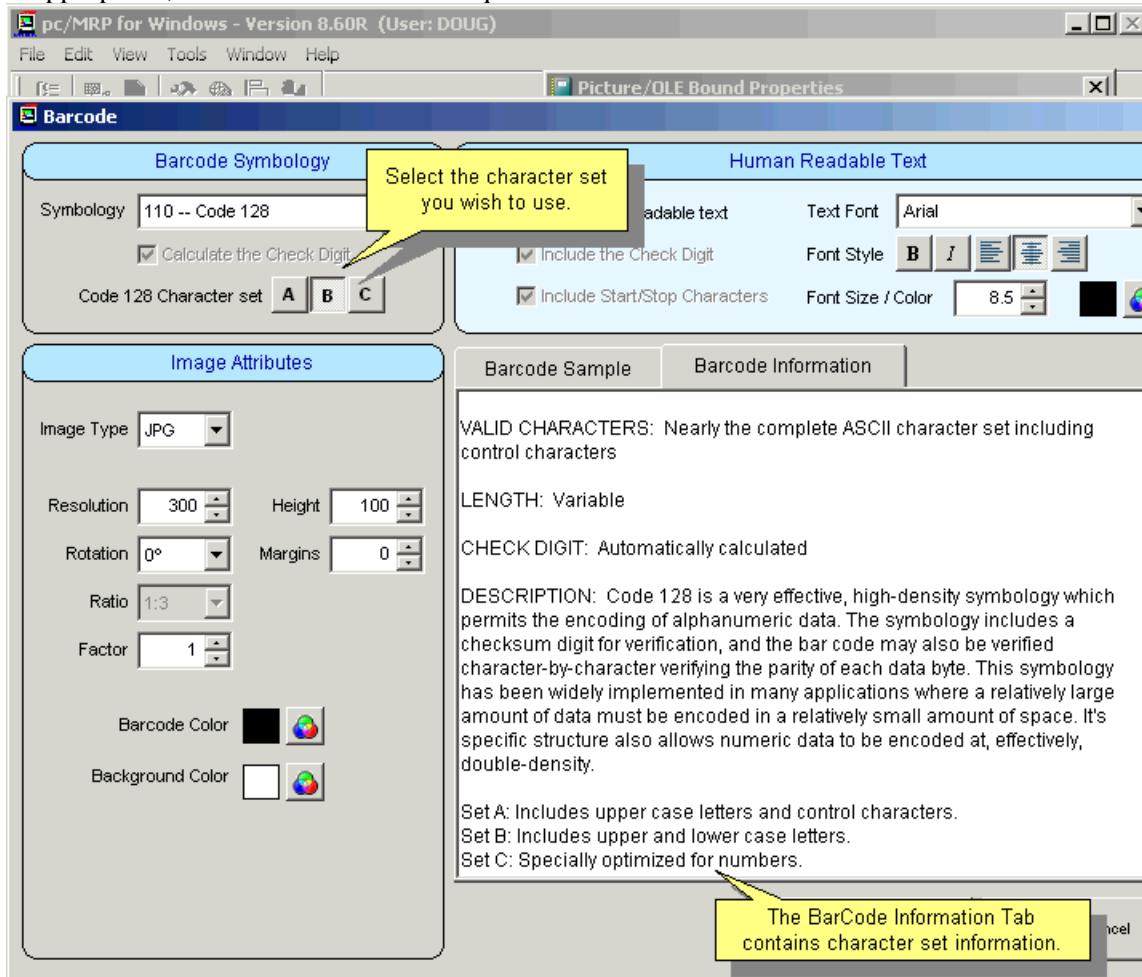 pc/MRP for Windows - Version 8.60R (User: DOUG)
File Edit View Tools Window Help
Picture/OLE Bound Properties
Barcode
Barcode Symbology
Symbology 110 -- Code 128
Calculate the Check Digit
Code 128 Character set A B C
Select the character set
you wish to use.
Human Readable Text
text
Text Font Arial
Include the Check Digit
Font Style B I
Include Start/Stop Characters
Font Size / Color 8.5
Image Attributes
Image Type JPG
Resolution 300 Height 100
Rotation 0° Margins 0
Ratio 1:3
Factor 1
Barcode Color
Background Color
Barcode Sample Barcode Information
VALID CHARACTERS: Nearly the complete ASCII character set including
control characters
LENGTH: Variable
CHECK DIGIT: Automatically calculated
DESCRIPTION: Code 128 is a very effective, high-density symbology which
permits the encoding of alphanumeric data. The symbology includes a
checksum digit for verification, and the bar code may also be verified
character-by-character verifying the parity of each data byte. This symbology
has been widely implemented in many applications where a relatively large
amount of data must be encoded in a relatively small amount of space. It's
specific structure also allows numeric data to be encoded at, effectively,
double-density.
Set A: Includes upper case letters and control characters.
Set B: Includes upper and lower case letters.
Set C: Specially optimized for numbers.
The BarCode Information Tab
contains character set information.